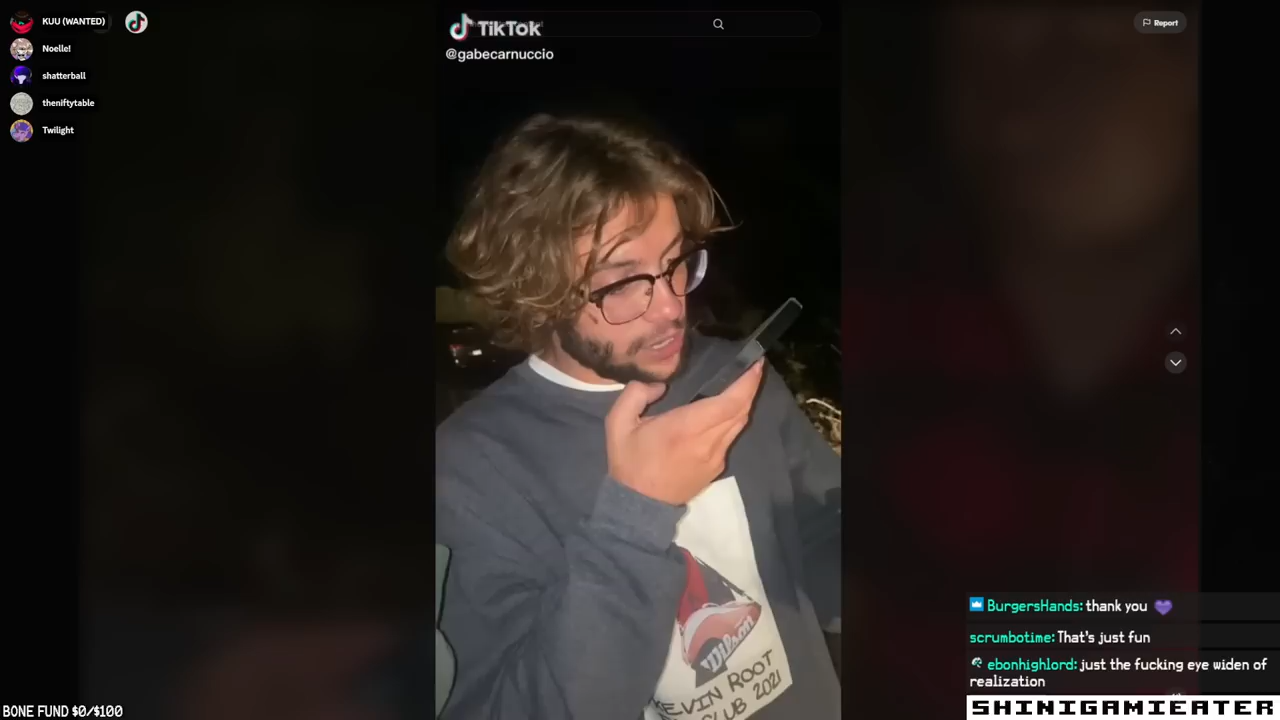 KUU (WANTED)
Noelle!
shatterball
theniftytable
Twilight
TikTok
@gabecarnuccio
Report
Wilson
KEVIN ROOT
CLUB 2021
BurgersHands: thank you
scrumbotime: That's just fun
ebonhighlord: just the fucking eye widen of
realization
BONE FUND $0/$100
SHINIGAMIEATER